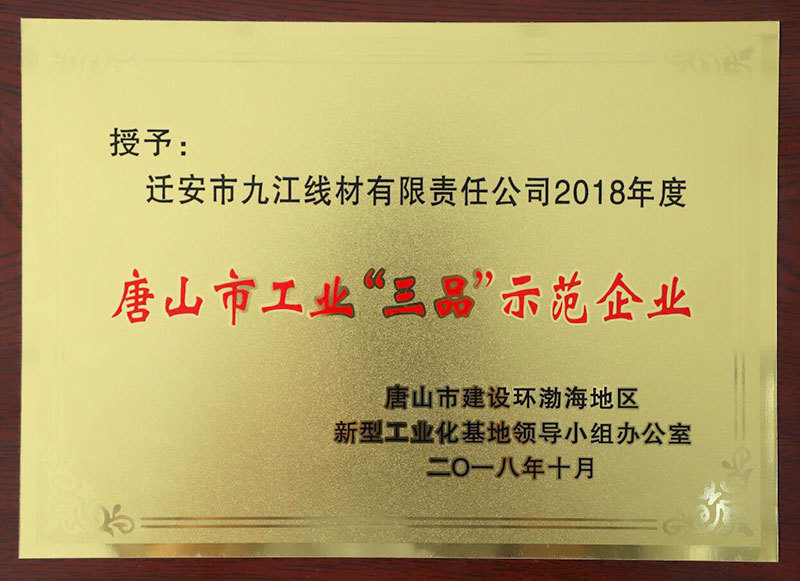 授予：
迁安市九江线材有限责任公司2018年度
唐山市工业“三品”示范企业
唐山市建设环渤海地区
新型工业化基地领导小组办公室
二〇一八年十月